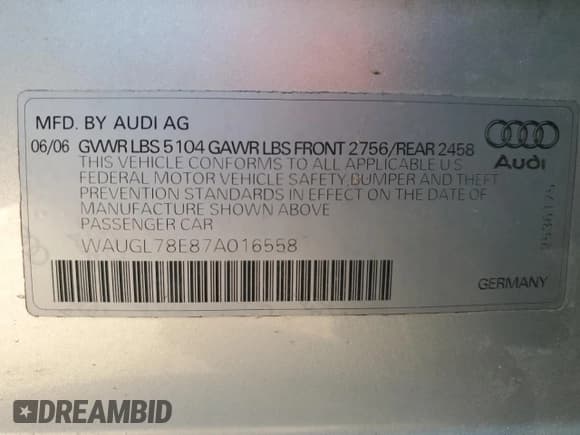 MFD. BY AUDI AG
06/06 GVWR LBS 5104 GAWR LBS FRONT 2756/REAR 2458
THIS VEHICLE CONFORMS TO ALL APPLICABLE U.S
FEDERAL MOTOR VEHICLE SAFETY, BUMPER AND THEFT
PREVENTION STANDARDS IN EFFECT ON THE DATE OF
MANUFACTURE SHOWN ABOVE
PASSENGER CAR
WAUGL78E87A016558
Audi
GERMANY
DREAMBID